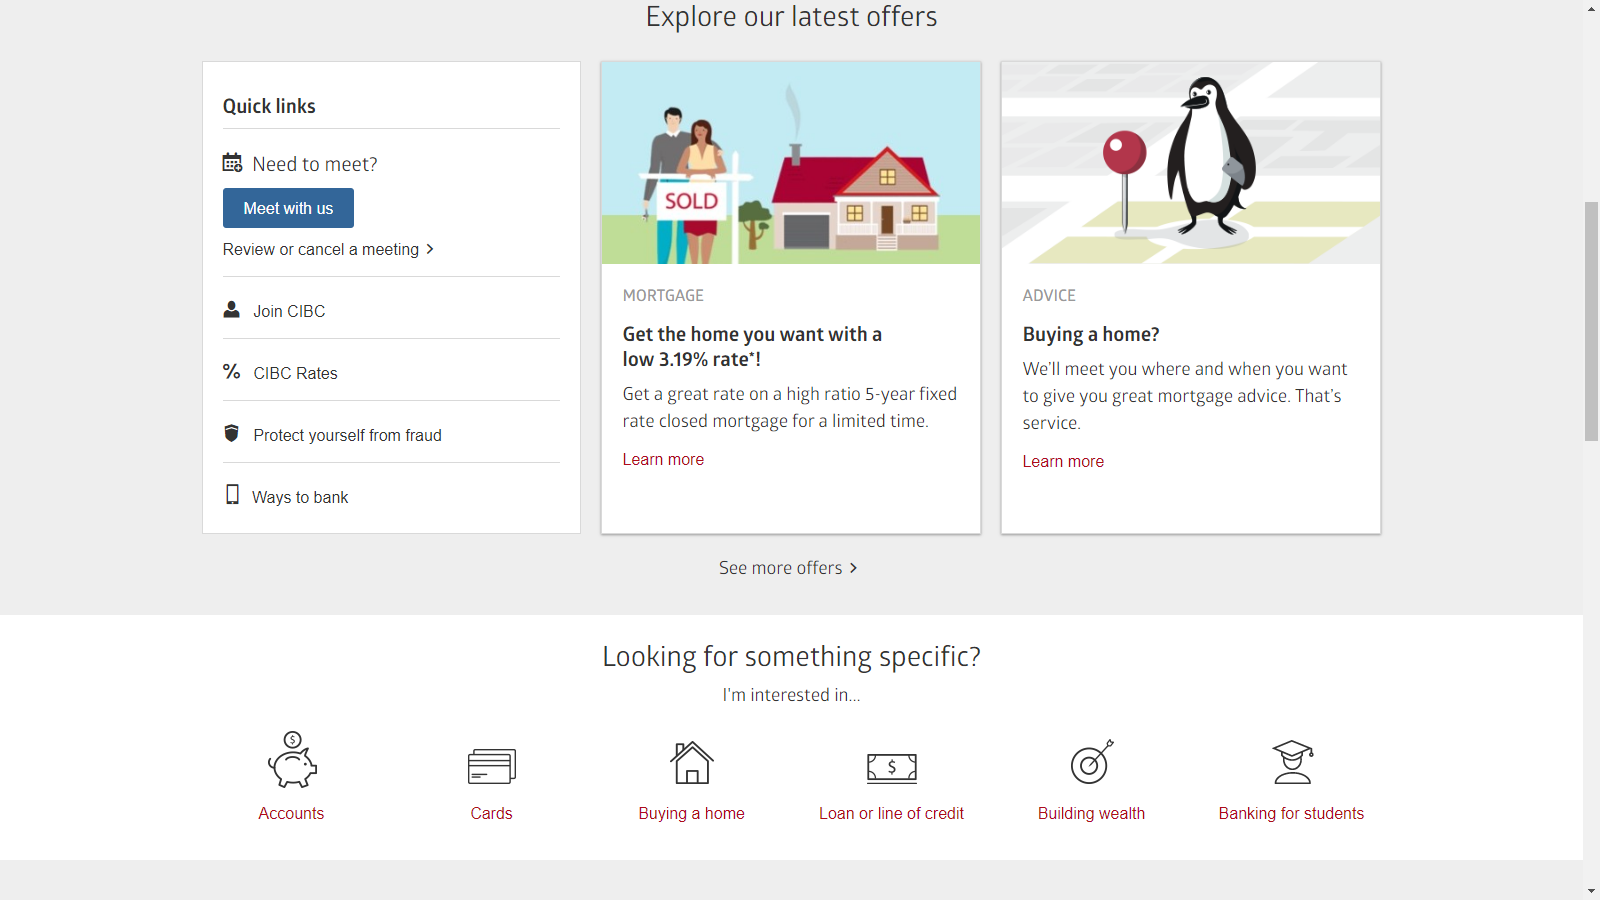 Explore our latest offers
Quick links
Need to meet?
Meet with us
Review or cancel a meeting
Join CIBC
CIBC Rates
Protect yourself from fraud
Ways to bank
SOLD
MORTGAGE
Get the home you want with a
low 3.19% rate*!
Get a great rate on a high ratio 5-year fixed
rate closed mortgage for a limited time.
Learn more
ADVICE
Buying a home?
We'll meet you where and when you want
to give you great mortgage advice. That's
service.
Learn more
See more offers
Looking for something specific?
I'm interested in...
Accounts
Cards
Buying a home
Loan or line of credit
Building wealth
Banking for students